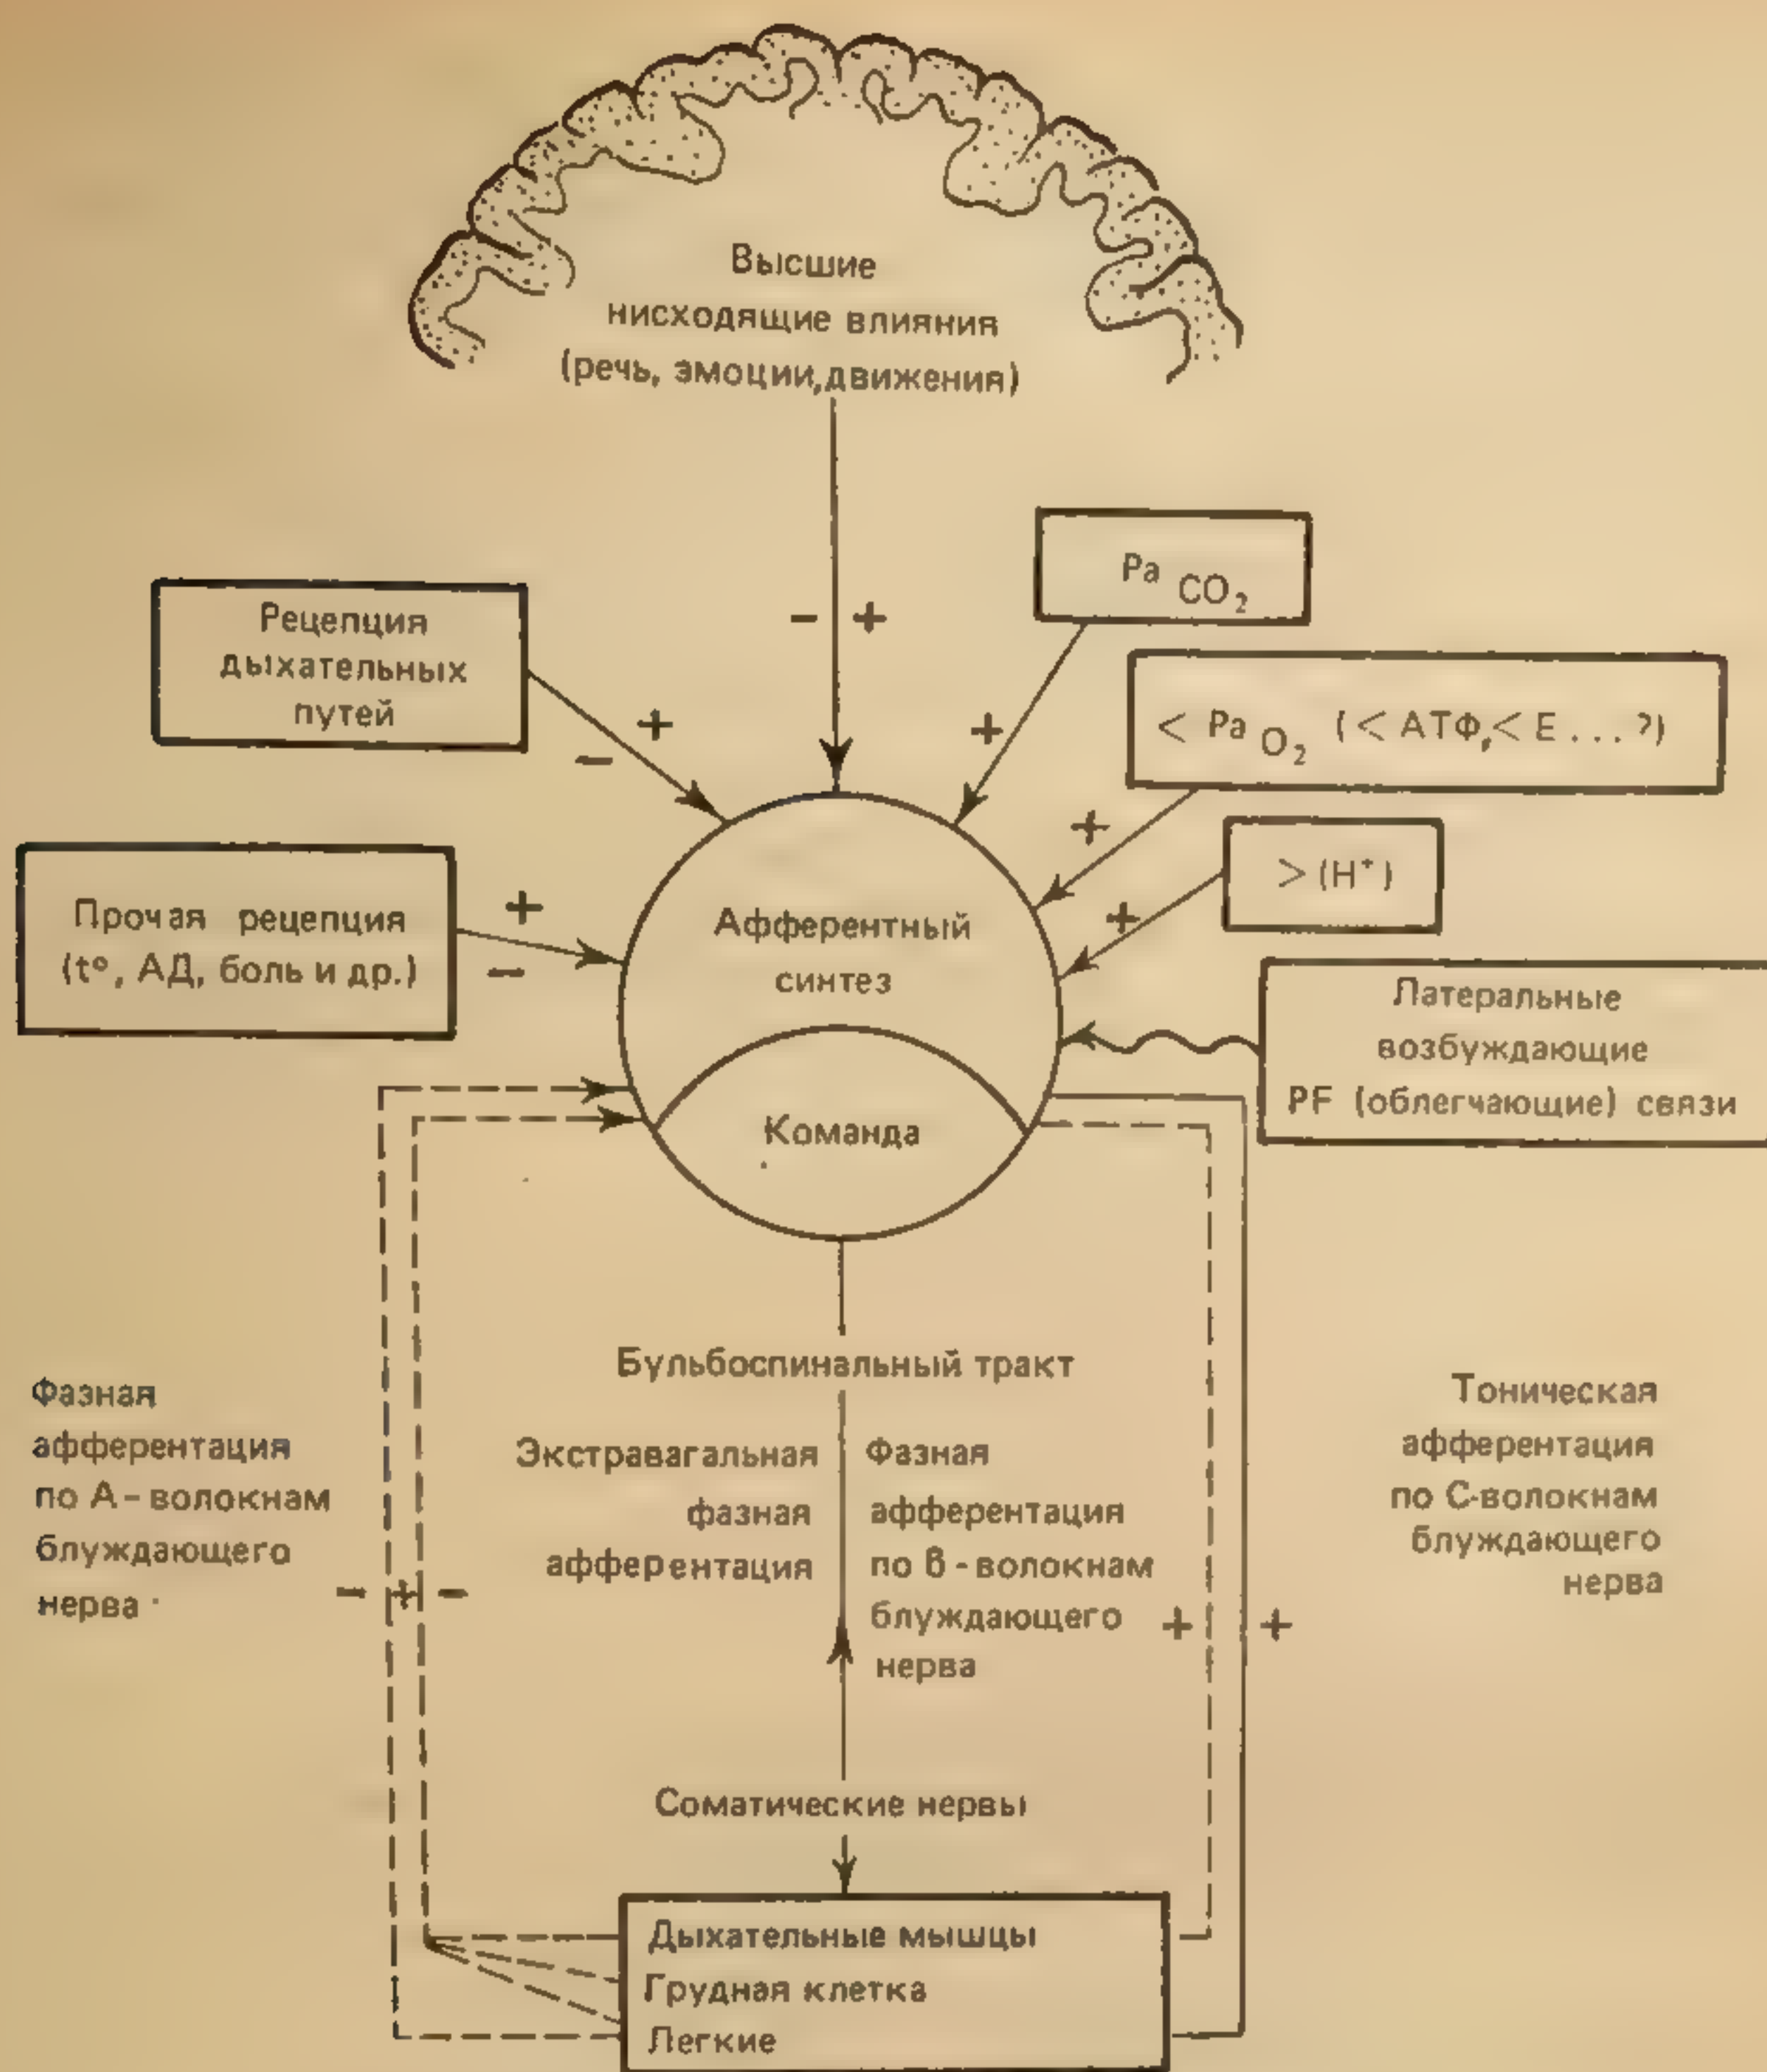 Высшие
нисходящие влияния
(речь, эмоции,движения)
Pa CO₂
- +
Рецепция
дыхательных
путей
+
-
+
< Pa O₂ (< АТФ,< E . . . ?)
+
> (H⁺)
+
Прочая рецепция
(t°, АД, боль и др.)
+
-
Афферентный
синтез
Латеральные
возбуждающие
PF (облегчающие) связи
Команда
Бульбоспинальный тракт
Фазная
афферентация
по А-волокнам
блуждающего
нерва
- + -
Экстравагальная
фазная
афферентация
Фазная
афферентация
по в-волокнам
блуждающего
нерва
+ +
Тоническая
афферентация
по С-волокнам
блуждающего
нерва
Соматические нервы
Дыхательные мышцы
Грудная клетка
Легкие